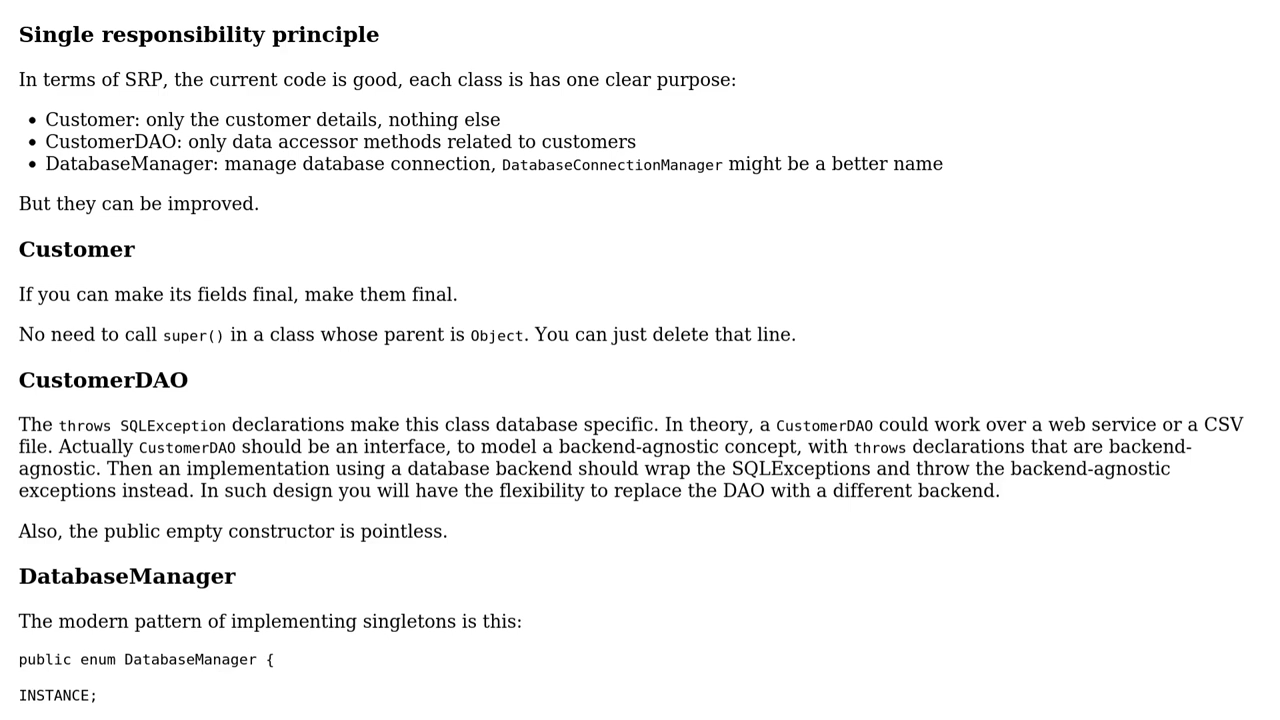 Single responsibility principle
In terms of SRP, the current code is good, each class is has one clear purpose:
• Customer: only the customer details, nothing else
• CustomerDAO: only data accessor methods related to customers
• DatabaseManager: manage database connection, DatabaseConnectionManager might be a better name
But they can be improved.
Customer
If you can make its fields final, make them final.
No need to call super() in a class whose parent is Object. You can just delete that line.
CustomerDAO
The throws SQLException declarations make this class database specific. In theory, a CustomerDAO could work over a web service or a CSV
file. Actually CustomerDAO should be an interface, to model a backend-agnostic concept, with throws declarations that are backend-
agnostic. Then an implementation using a database backend should wrap the SQLExceptions and throw the backend-agnostic
exceptions instead. In such design you will have the flexibility to replace the DAO with a different backend.
Also, the public empty constructor is pointless.
DatabaseManager
The modern pattern of implementing singletons is this:
public enum DatabaseManager {
INSTANCE;